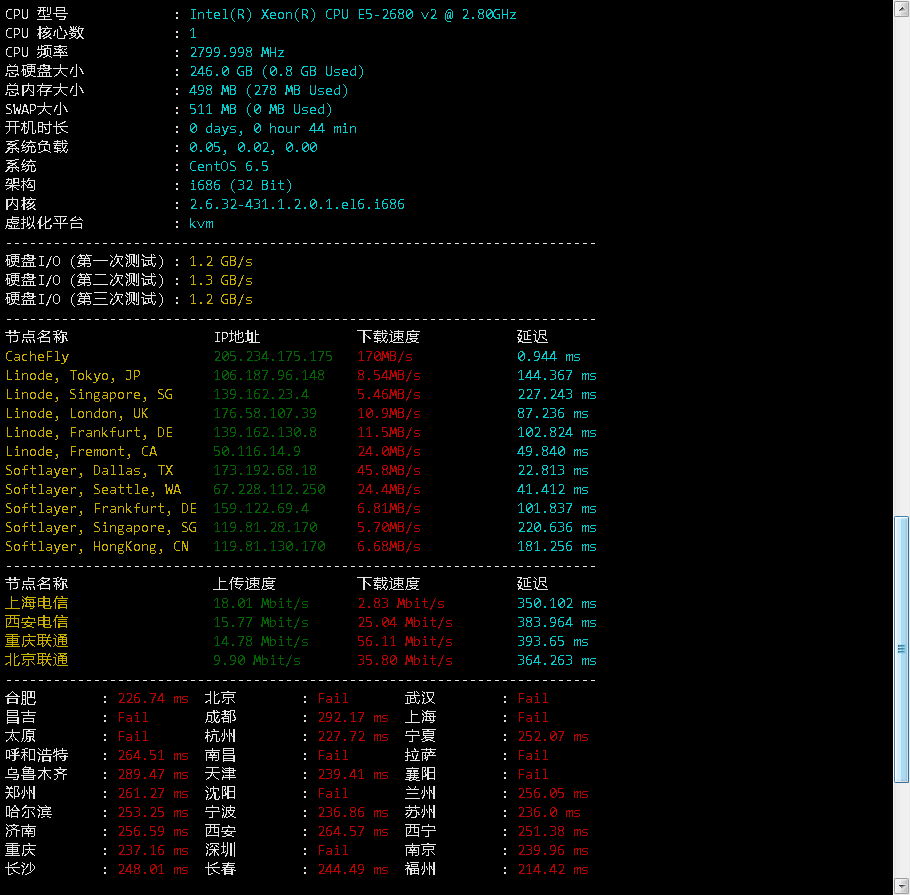 CPU 型号 : Intel(R) Xeon(R) CPU E5-2680 v2 @ 2.80GHz
CPU 核心数 : 1
CPU 频率 : 2799.998 MHz
总硬盘大小 : 246.0 GB (0.8 GB Used)
总内存大小 : 498 MB (278 MB Used)
SWAP大小 : 511 MB (0 MB Used)
开机时长 : 0 days, 0 hour 44 min
系统负载 : 0.05, 0.02, 0.00
系统 : CentOS 6.5
架构 : i686 (32 Bit)
内核 : 2.6.32-431.1.2.0.1.el6.i686
虚拟化平台 : kvm
--------------------------------------------------------------------------
硬盘I/O (第一次测试) : 1.2 GB/s
硬盘I/O (第二次测试) : 1.3 GB/s
硬盘I/O (第三次测试) : 1.2 GB/s
--------------------------------------------------------------------------
节点名称 IP地址 下载速度 延迟
CacheFly 205.234.175.175 170MB/s 0.944 ms
Linode, Tokyo, JP 106.187.96.148 8.54MB/s 144.367 ms
Linode, Singapore, SG 139.162.23.4 5.46MB/s 227.243 ms
Linode, London, UK 176.58.107.39 10.9MB/s 87.236 ms
Linode, Frankfurt, DE 139.162.130.8 11.5MB/s 102.824 ms
Linode, Fremont, CA 50.116.14.9 24.0MB/s 49.840 ms
Softlayer, Dallas, TX 173.192.68.18 45.8MB/s 22.813 ms
Softlayer, Seattle, WA 67.228.112.250 24.4MB/s 41.412 ms
Softlayer, Frankfurt, DE 159.122.69.4 6.81MB/s 101.837 ms
Softlayer, Singapore, SG 119.81.28.170 5.70MB/s 220.636 ms
Softlayer, HongKong, CN 119.81.130.170 6.68MB/s 181.256 ms
--------------------------------------------------------------------------
节点名称 上传速度 下载速度 延迟
上海电信 18.01 Mbit/s 2.83 Mbit/s 350.102 ms
西安电信 15.77 Mbit/s 25.04 Mbit/s 383.964 ms
重庆联通 14.78 Mbit/s 56.11 Mbit/s 393.65 ms
北京联通 9.90 Mbit/s 35.80 Mbit/s 364.263 ms
--------------------------------------------------------------------------
合肥 : 226.74 ms 北京 : Fail 武汉 : Fail
昌吉 : Fail 成都 : 292.17 ms 上海 : Fail
太原 : Fail 杭州 : 227.72 ms 宁夏 : 252.07 ms
呼和浩特 : 264.51 ms 南昌 : Fail 拉萨 : Fail
乌鲁木齐 : 289.47 ms 天津 : 239.41 ms 襄阳 : Fail
郑州 : 261.27 ms 沈阳 : Fail 兰州 : 256.05 ms
哈尔滨 : 253.25 ms 宁波 : 236.86 ms 苏州 : 236.0 ms
济南 : 256.59 ms 西安 : 264.57 ms 西宁 : 251.38 ms
重庆 : 237.16 ms 深圳 : Fail 南京 : 239.96 ms
长沙 : 248.01 ms 长春 : 244.49 ms 福州 : 214.42 ms